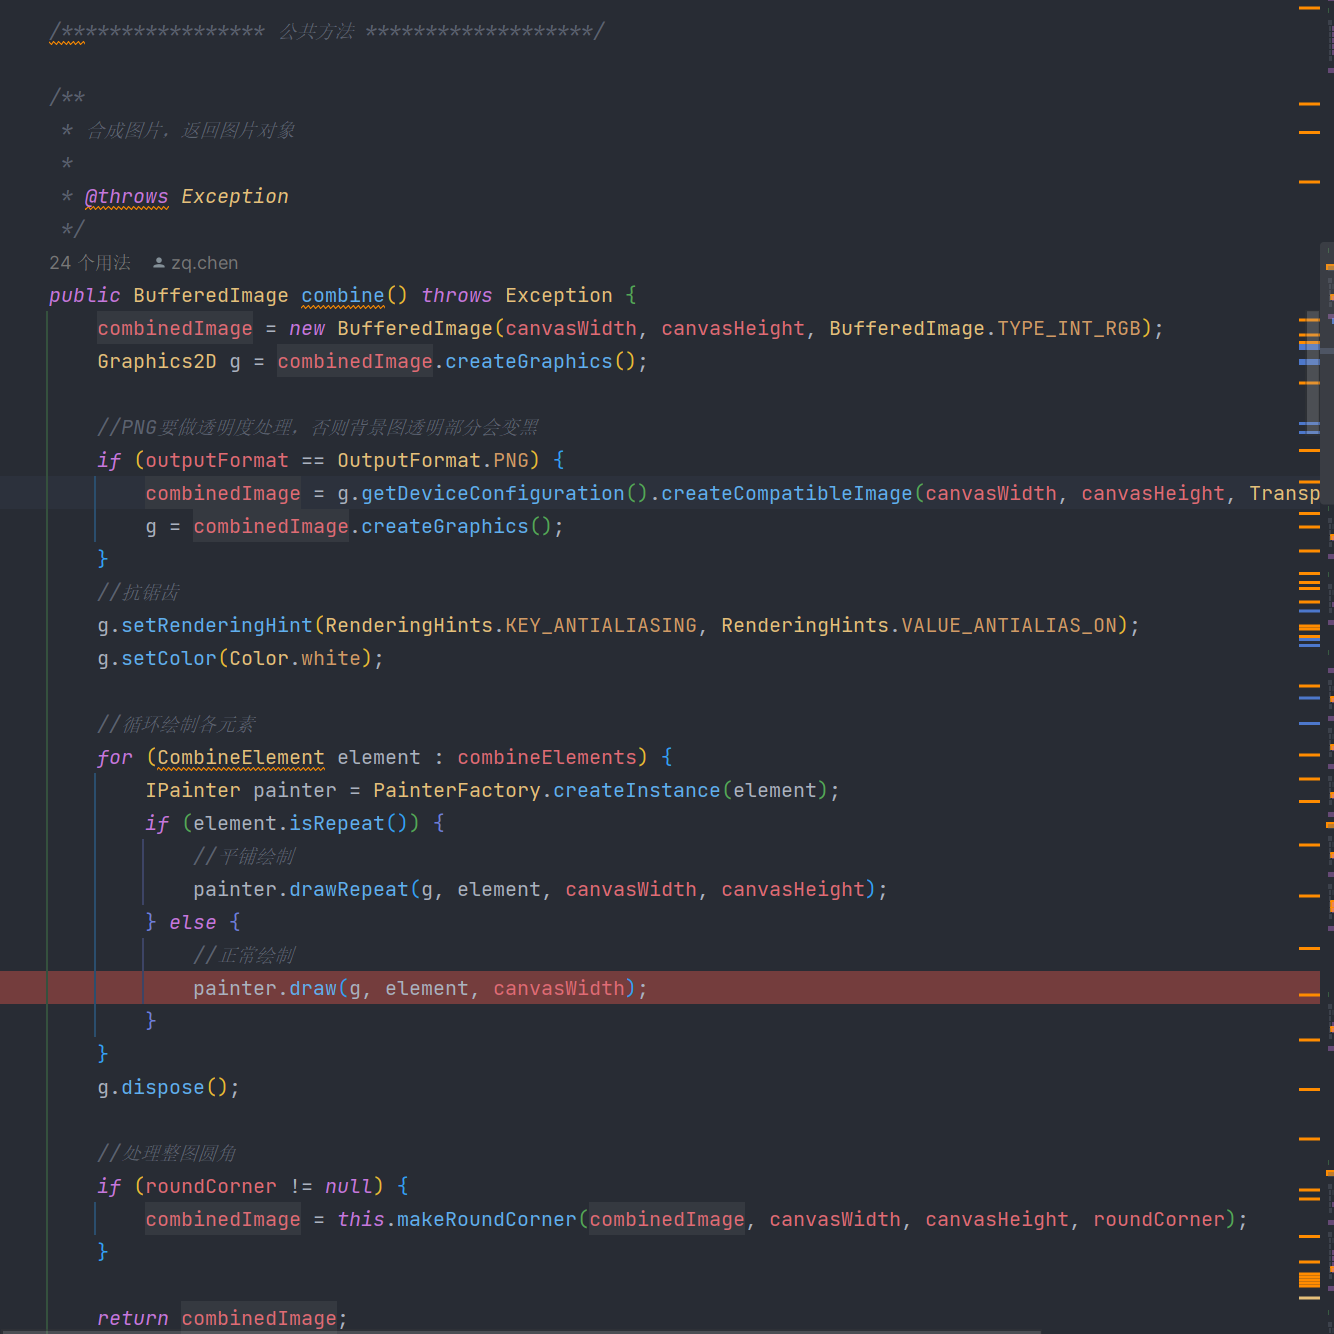 /***************** 公共方法 *******************/
/**
 * 合成图片，返回图片对象
 *
 * @throws Exception
 */
24 个用法 zq.chen
public BufferedImage combine() throws Exception {
combinedImage = new BufferedImage(canvasWidth, canvasHeight, BufferedImage.TYPE_INT_RGB);
Graphics2D g = combinedImage.createGraphics();
//PNG要做透明度处理，否则背景图透明部分会变黑
if (outputFormat == OutputFormat.PNG) {
combinedImage = g.getDeviceConfiguration().createCompatibleImage(canvasWidth, canvasHeight, Transp
g = combinedImage.createGraphics();
}
//抗锯齿
g.setRenderingHint(RenderingHints.KEY_ANTIALIASING, RenderingHints.VALUE_ANTIALIAS_ON);
g.setColor(Color.white);
//循环绘制各元素
for (CombineElement element : combineElements) {
IPainter painter = PainterFactory.createInstance(element);
if (element.isRepeat()) {
//平铺绘制
painter.drawRepeat(g, element, canvasWidth, canvasHeight);
} else {
//正常绘制
painter.draw(g, element, canvasWidth);
}
}
g.dispose();
//处理整图圆角
if (roundCorner != null) {
combinedImage = this.makeRoundCorner(combinedImage, canvasWidth, canvasHeight, roundCorner);
}
return combinedImage;